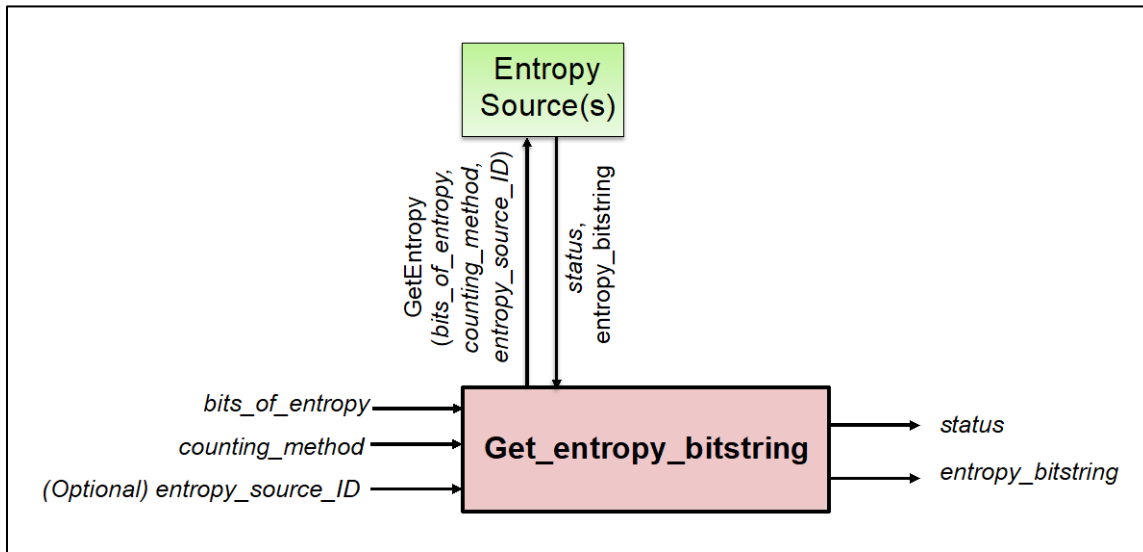 Entropy
Source(s)
GetEntropy
(bits_of_entropy,
counting_method,
entropy_source_ID)
status,
entropy_bitstring
bits_of_entropy
counting_method
(Optional) entropy_source_ID
Get_entropy_bitstring
status
entropy_bitstring